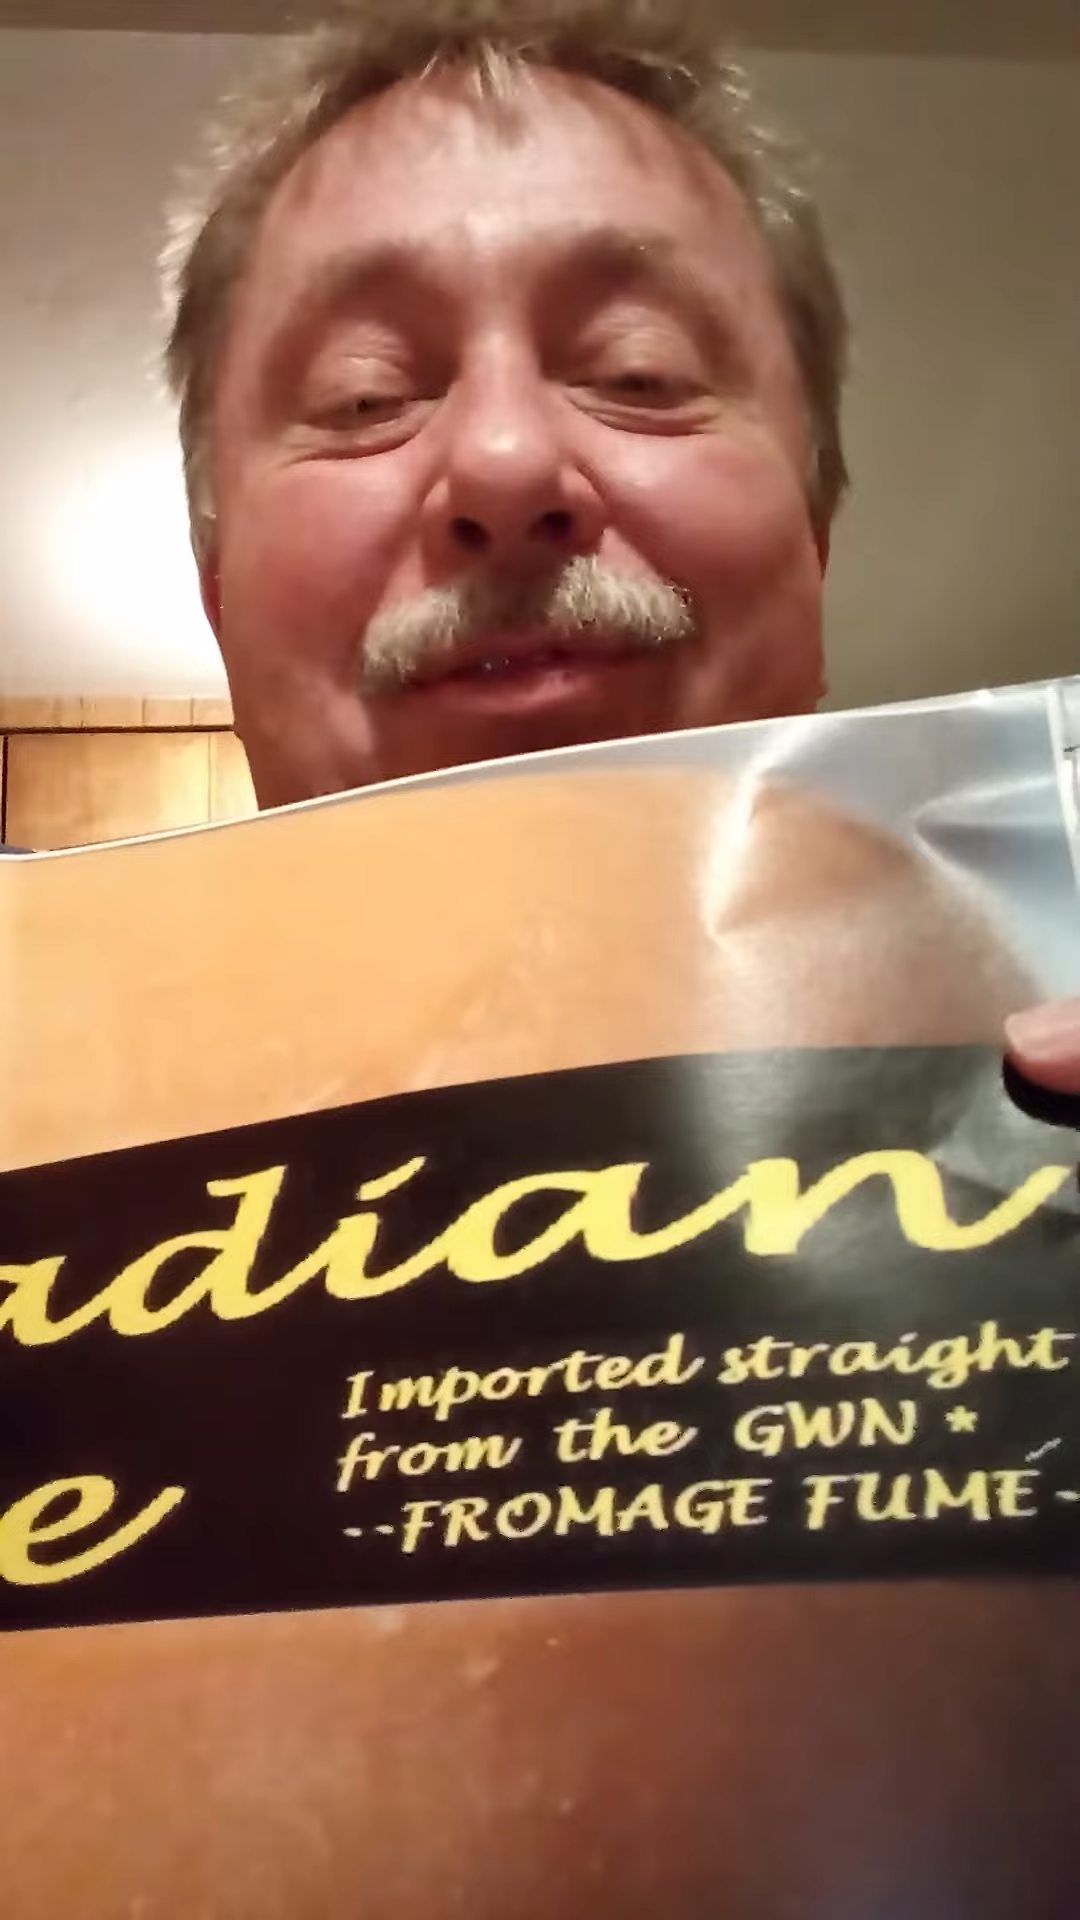 adian
e
Imported straight
from the GWN *
--FROMAGE FUMÉ-